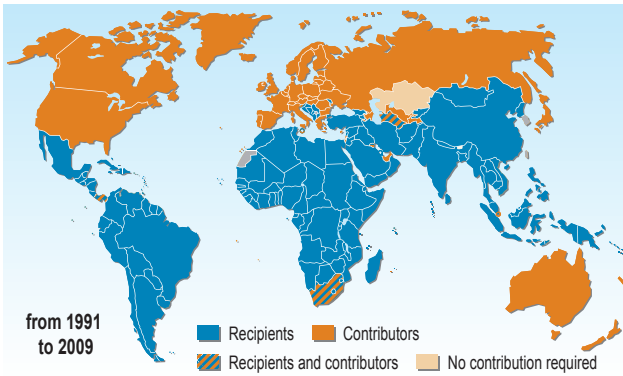 from 1991
to 2009
Recipients
Contributors
Recipients and contributors
No contribution required